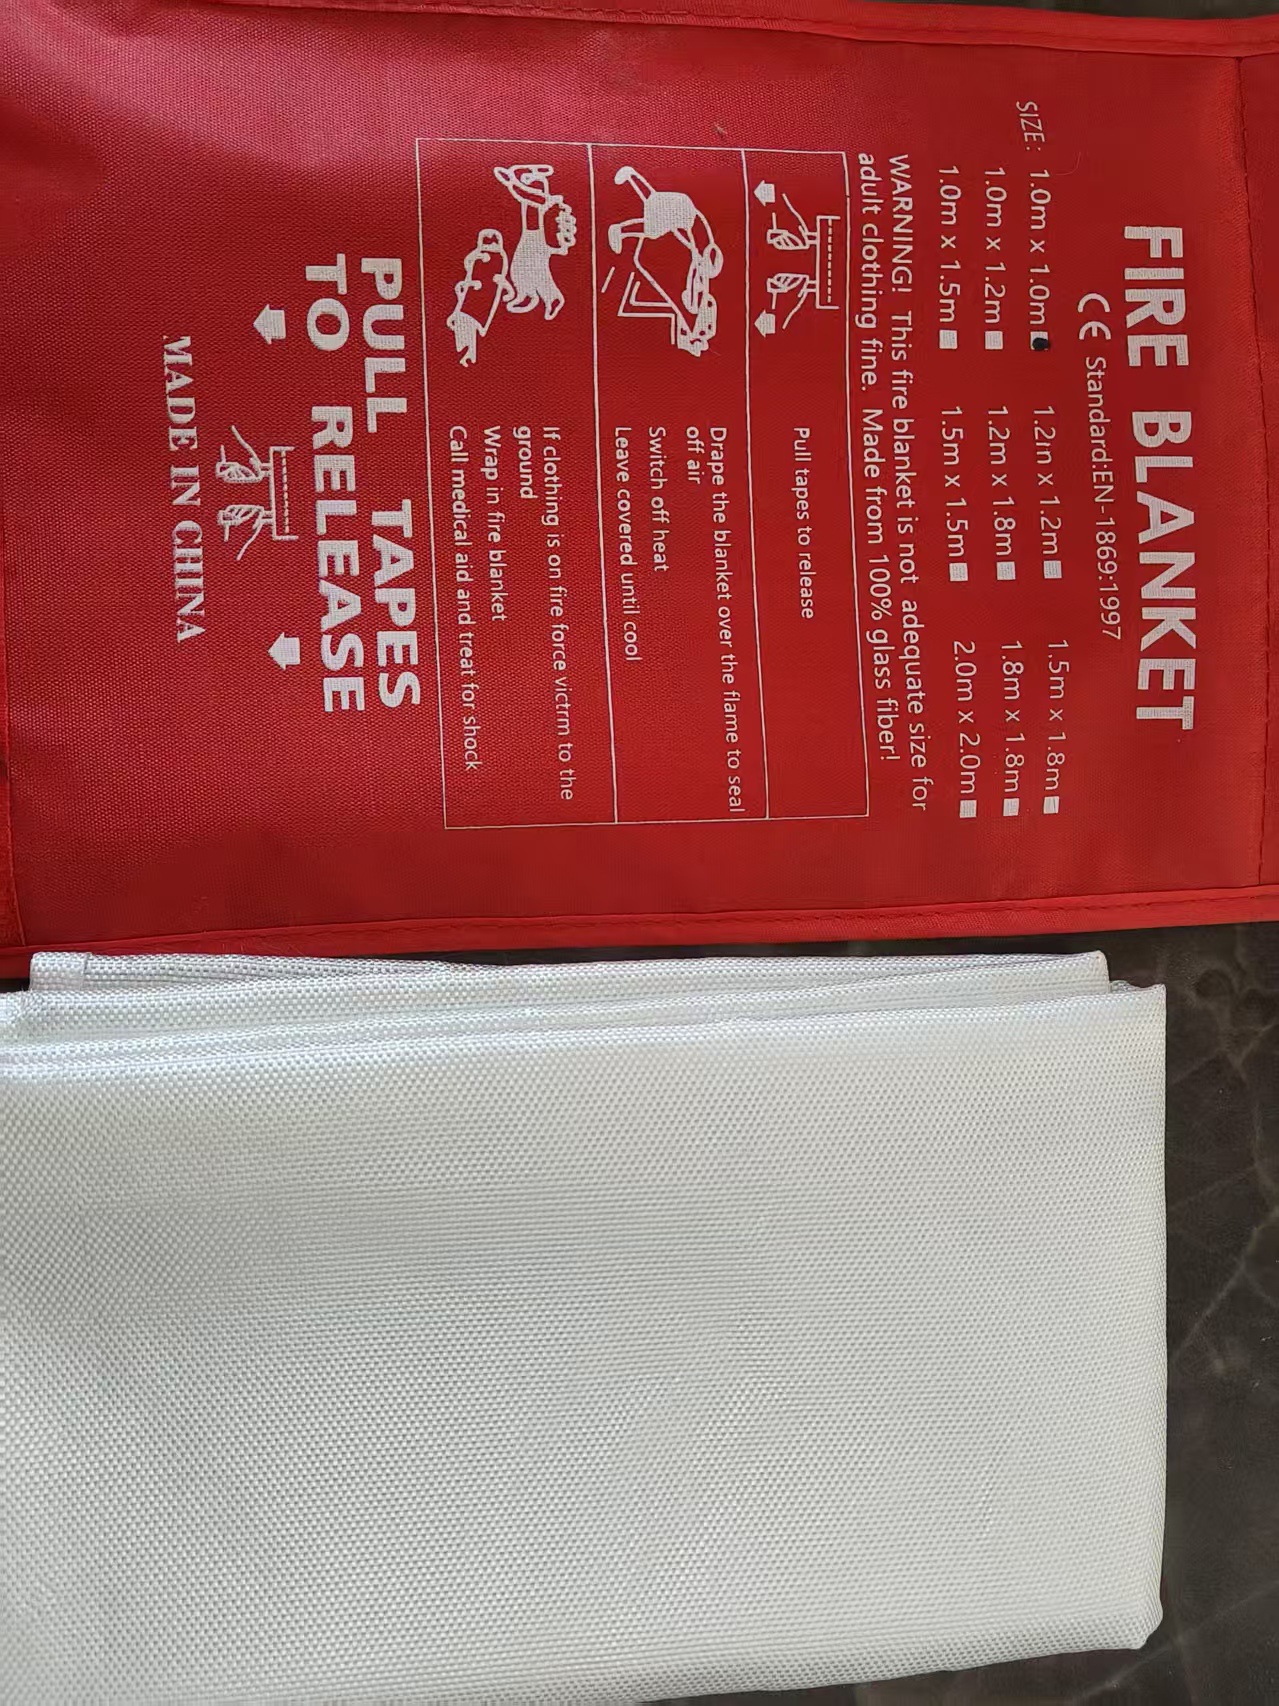 FIRE BLANKET
CE Standard:EN-1869:1997
SIZE: 1.0m x 1.0m 1.2m x 1.2m 1.5m x 1.8m
1.0m x 1.2m 1.2m x 1.8m 1.8m x 1.8m
1.0m x 1.5m 1.5m x 1.5m 2.0m x 2.0m
WARNING! This fire blanket is not adequate size for
adult clothing fine. Made from 100% glass fiber!
Pull tapes to release
Drape the blanket over the flame to seal
off air
Switch off heat
Leave covered until cool
If clothing is on fire force victrm to the
ground
Wrap in fire blanket
Call medical aid and treat for shock
PULL TAPES
TO RELEASE
MADE IN CHINA